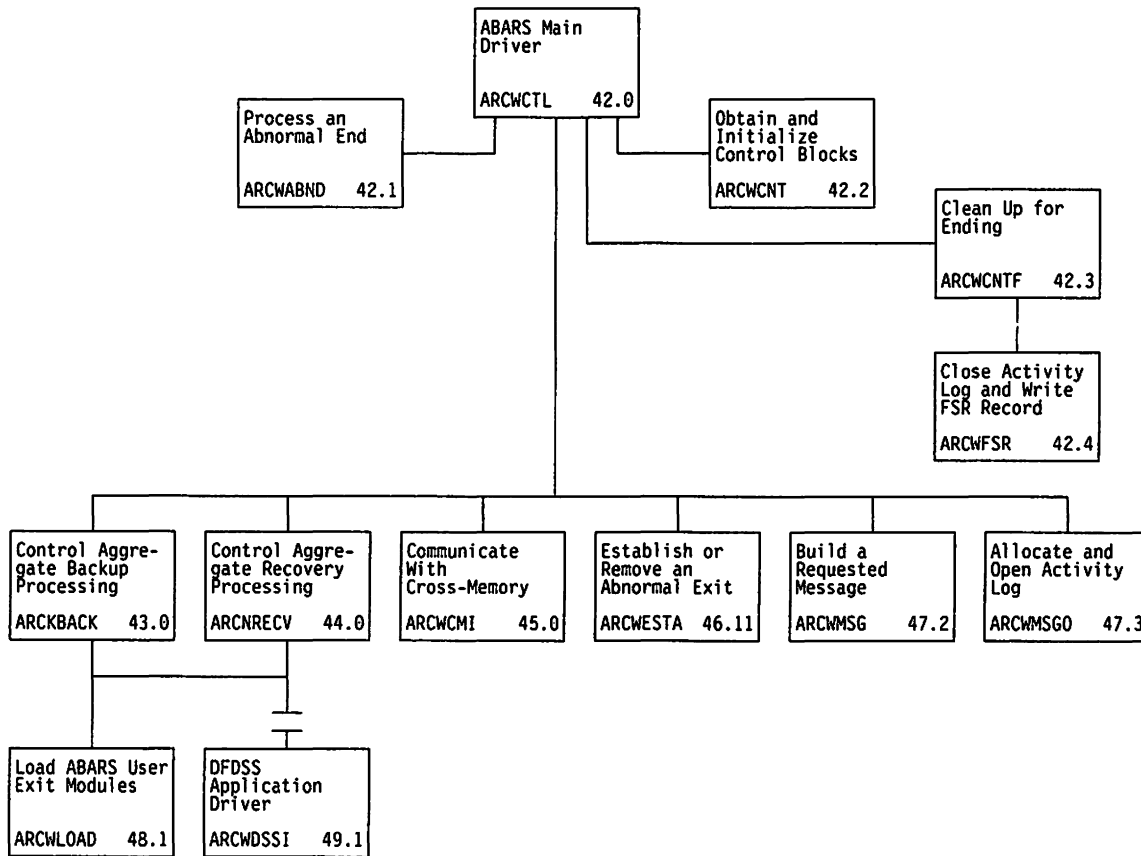 ABARS Main
Driver
ARCWCTL 42.0
Process an
Abnormal End
ARCWABND 42.1
Obtain and
Initialize
Control Blocks
ARCWCNT 42.2
Clean Up for
Ending
ARCWCNTF 42.3
Close Activity
Log and Write
FSR Record
ARCWFSR 42.4
Control Aggre-
gate Backup
Processing
ARCKBACK 43.0
Control Aggre-
gate Recovery
Processing
ARCNRECV 44.0
Communicate
With
Cross-Memory
ARCWCMI 45.0
Establish or
Remove an
Abnormal Exit
ARCWESTA 46.11
Build a
Requested
Message
ARCWMSG 47.2
Allocate and
Open Activity
Log
ARCWMSGO 47.3
Load ABARS User
Exit Modules
ARCWLOAD 48.1
DFDSS
Application
Driver
ARCWDSSI 49.1